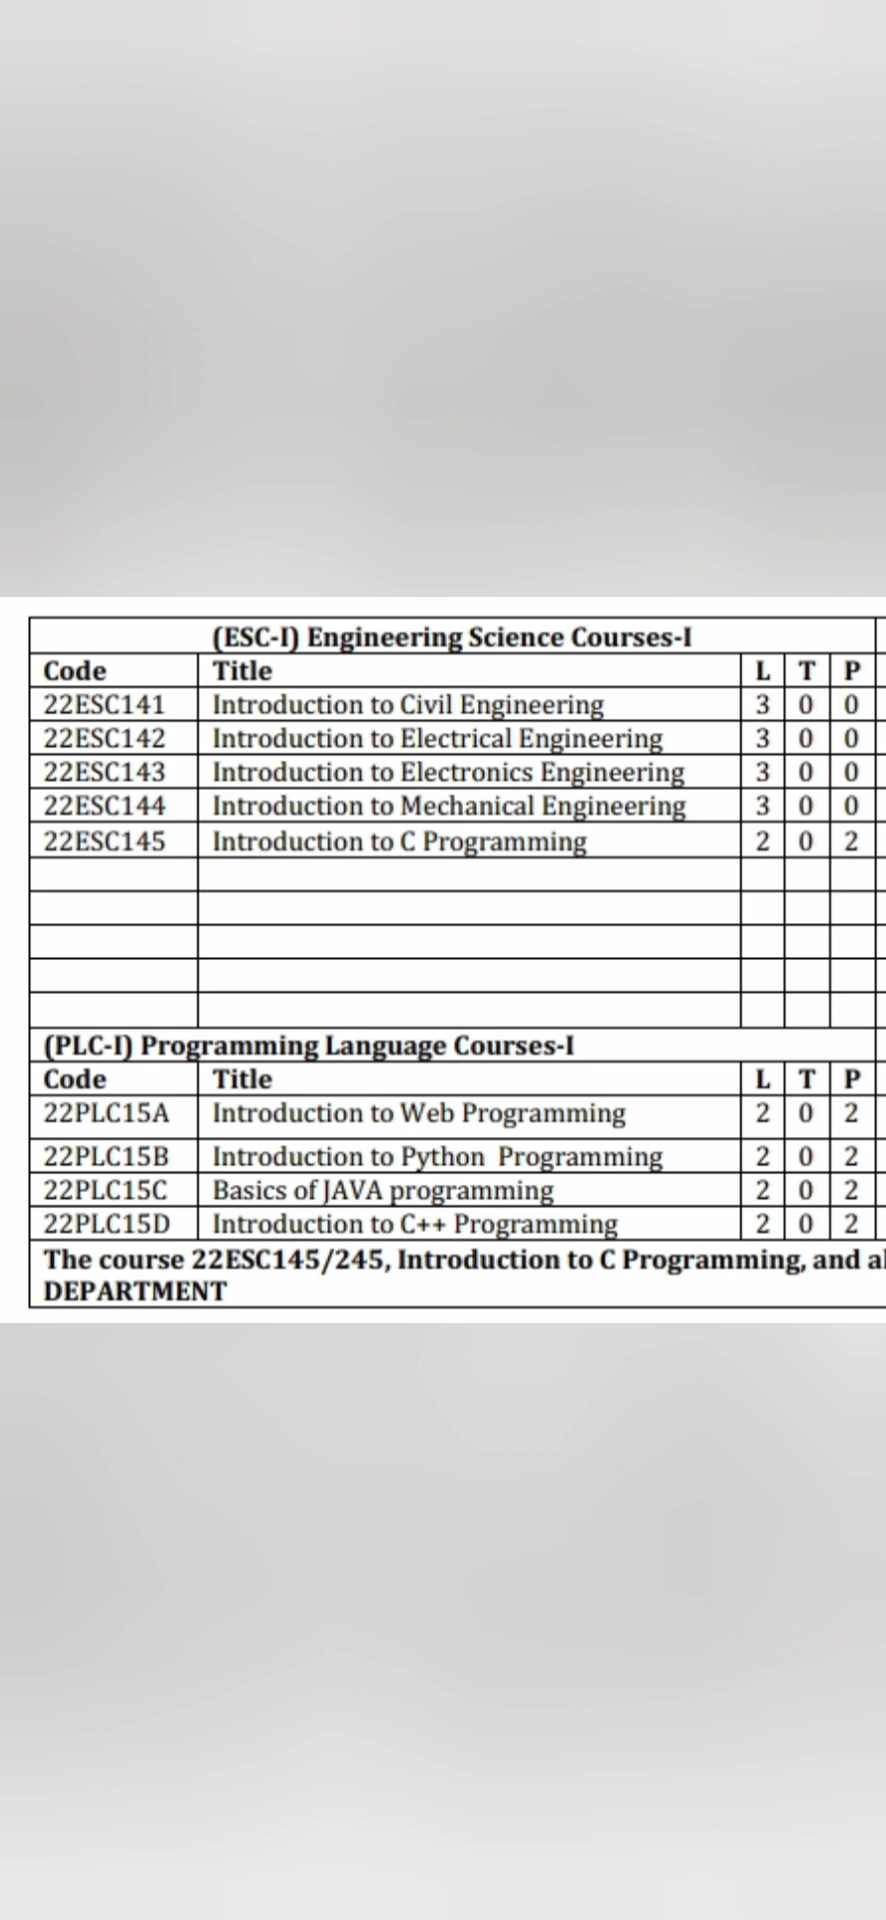 (ESC-I) Engineering Science Courses-I
Code Title L T P
22ESC141 Introduction to Civil Engineering 3 0 0
22ESC142 Introduction to Electrical Engineering 3 0 0
22ESC143 Introduction to Electronics Engineering 3 0 0
22ESC144 Introduction to Mechanical Engineering 3 0 0
22ESC145 Introduction to C Programming 2 0 2
(PLC-I) Programming Language Courses-I
Code Title L T P
22PLC15A Introduction to Web Programming 2 0 2
22PLC15B Introduction to Python  Programming 2 0 2
22PLC15C Basics of JAVA programming 2 0 2
22PLC15D Introduction to C++ Programming 2 0 2
The course 22ESC145/245, Introduction to C Programming, and
DEPARTMENT